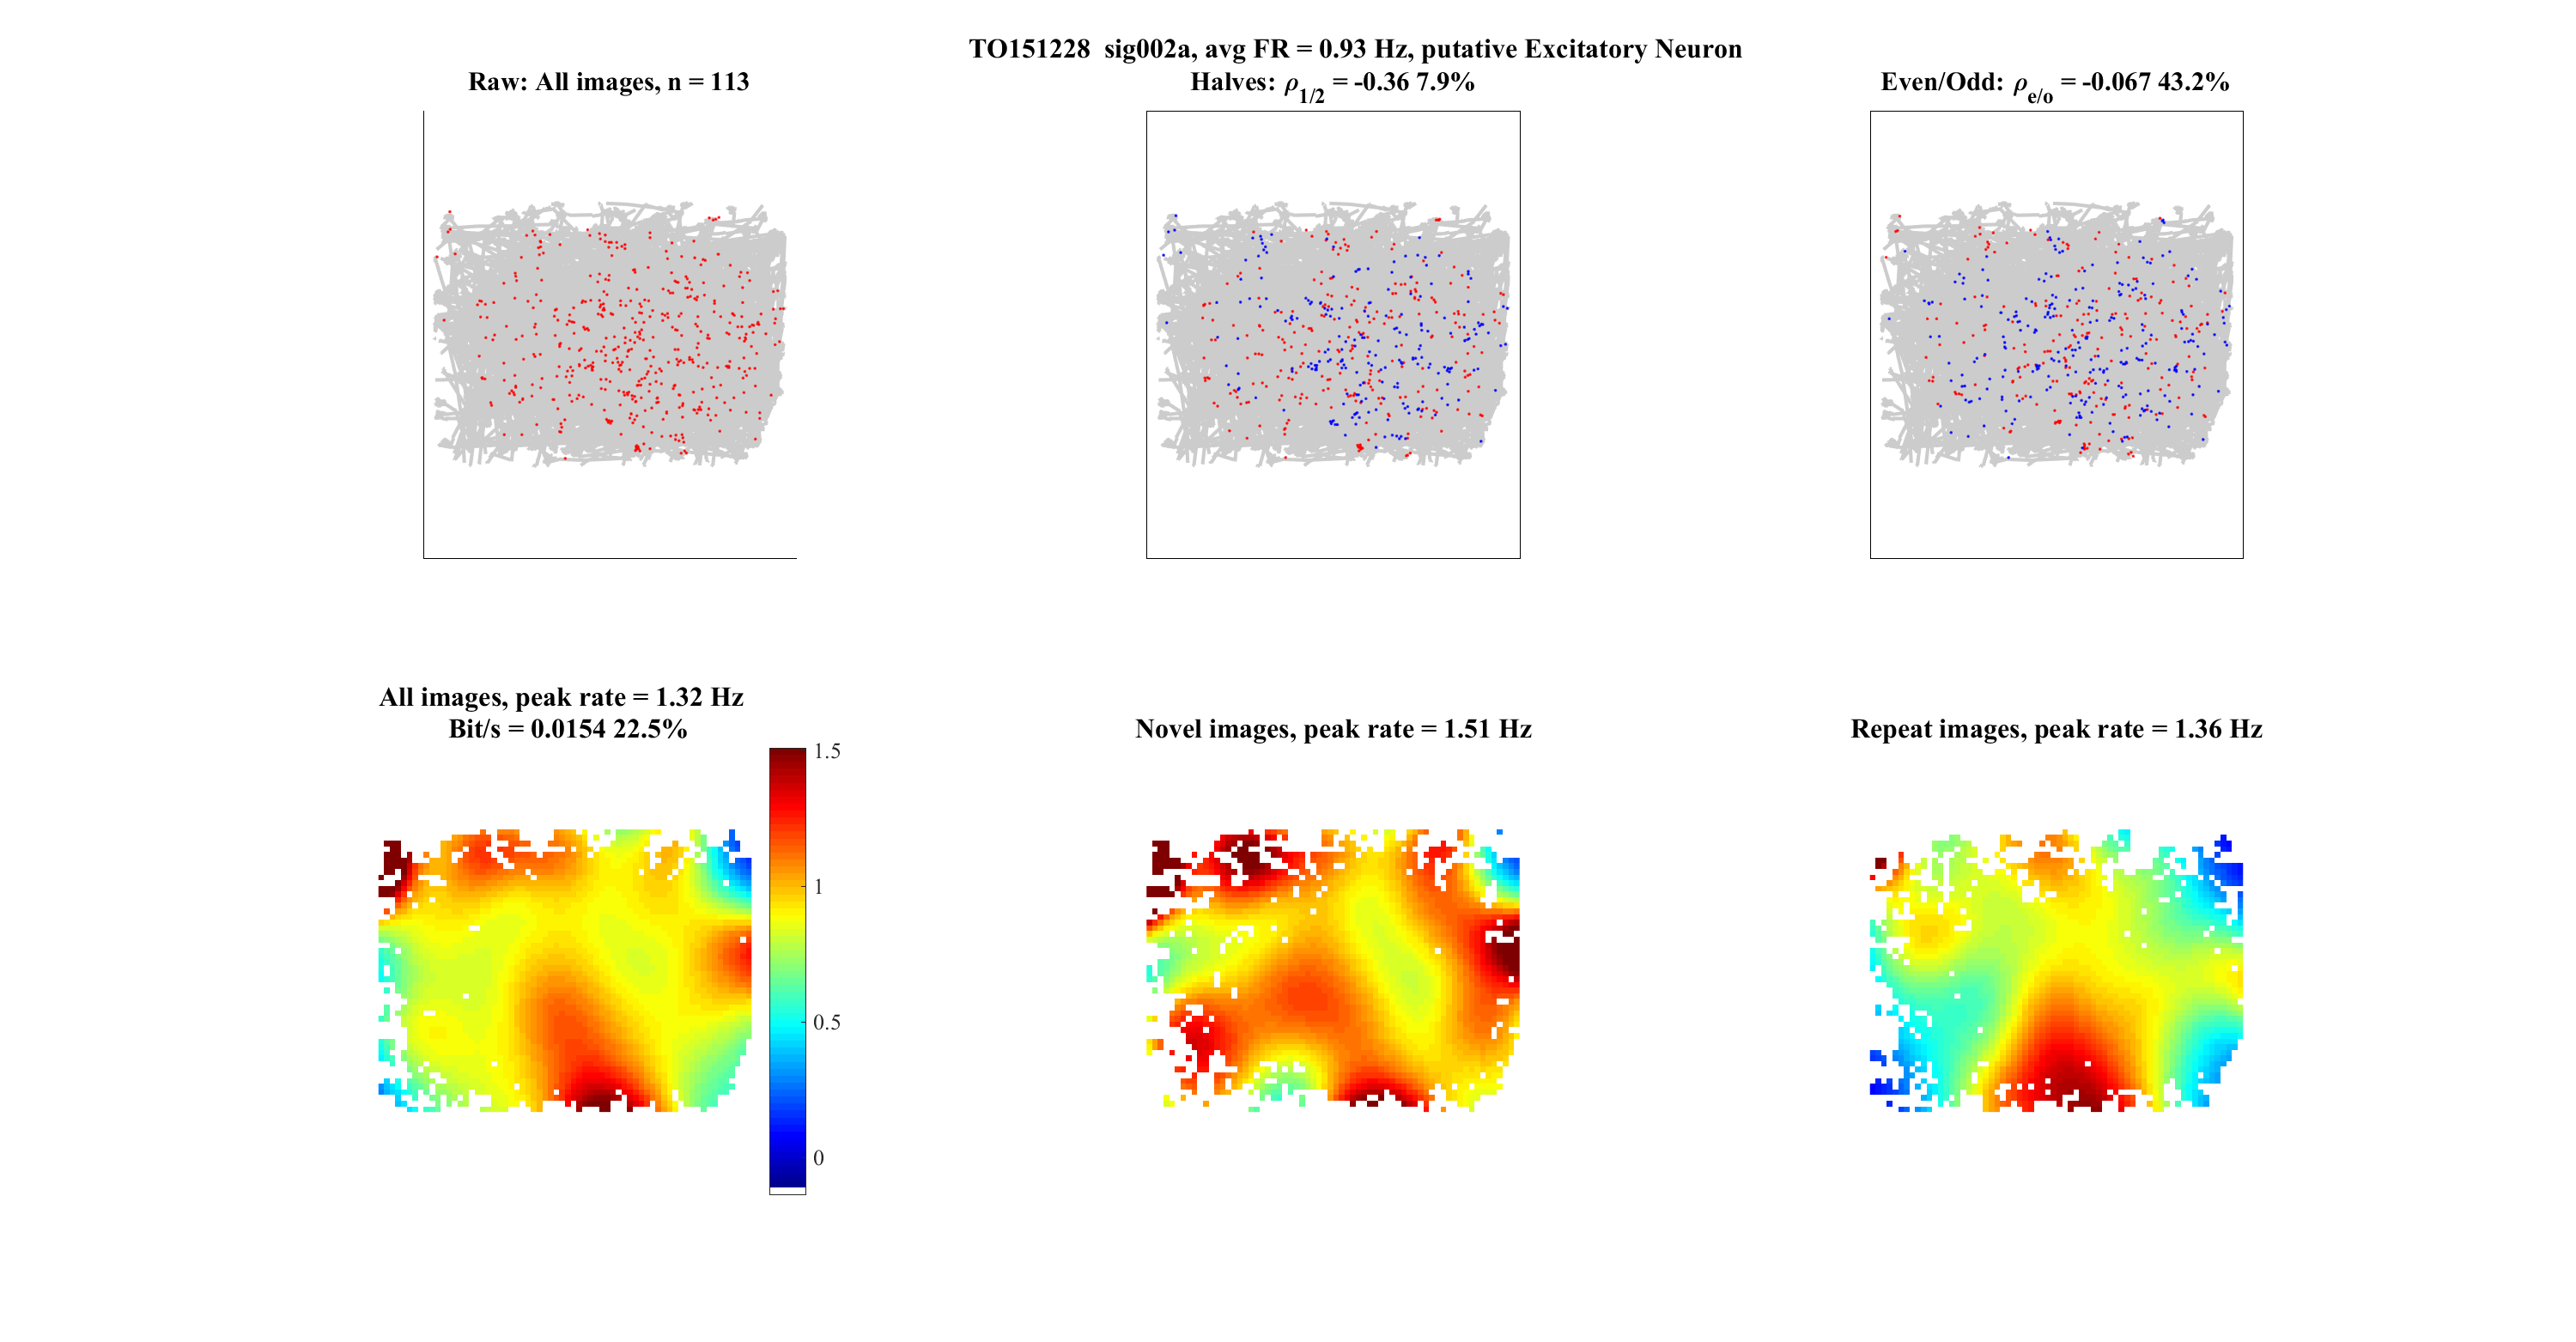 TO151228  sig002a, avg FR = 0.93 Hz, putative Excitatory Neuron
Raw: All images, n = 113
Halves: ρ1/2 = -0.36 7.9%
Even/Odd: ρe/o = -0.067 43.2%
All images, peak rate = 1.32 Hz
Bit/s = 0.0154 22.5%
Novel images, peak rate = 1.51 Hz
Repeat images, peak rate = 1.36 Hz
1.5
1
0.5
0